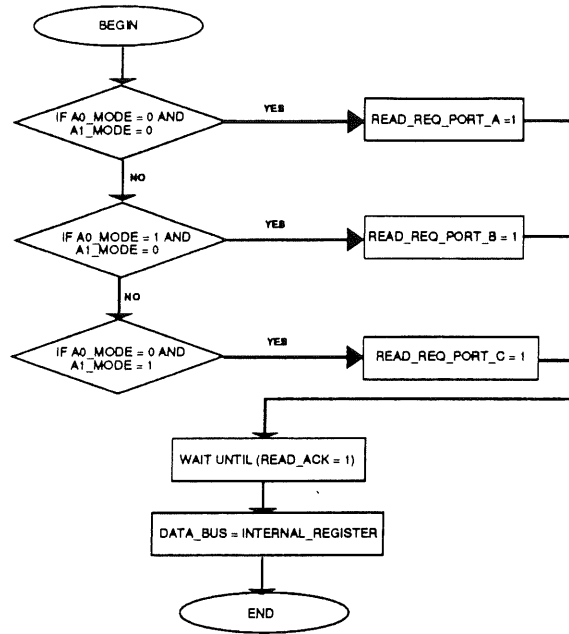 BEGIN
IF A0_MODE = 0 AND
A1_MODE = 0
YES
READ_REQ_PORT_A =1
NO
IF A0_MODE = 1 AND
A1_MODE = 0
YES
READ_REQ_PORT_B = 1
NO
IF A0_MODE = 0 AND
A1_MODE = 1
YES
READ_REQ_PORT_C = 1
WAIT UNTIL (READ_ACK = 1)
DATA_BUS = INTERNAL_REGISTER
END